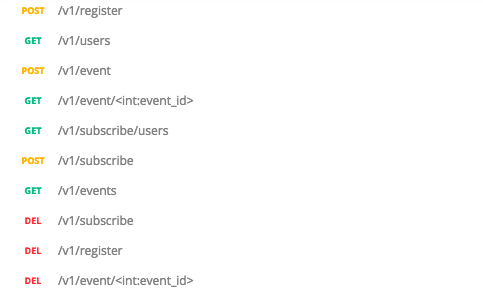 POST /v1/register
GET /v1/users
POST /v1/event
GET /v1/event/<int:event_id>
GET /v1/subscribe/users
POST /v1/subscribe
GET /v1/events
DEL /v1/subscribe
DEL /v1/register
DEL /v1/event/<int:event_id>